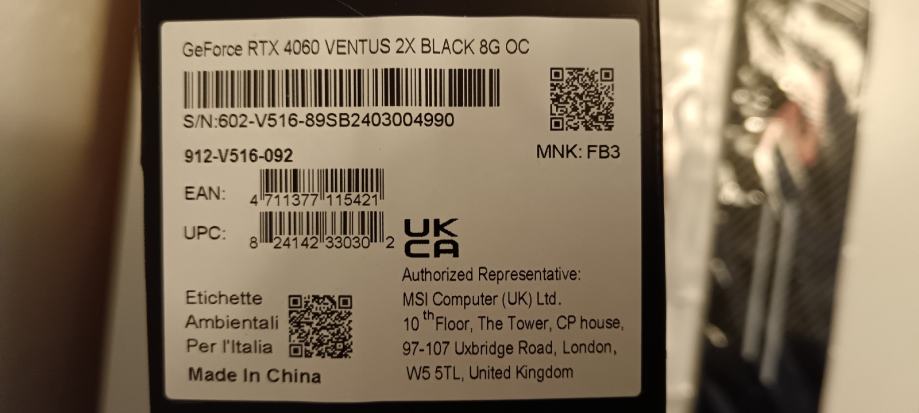 GeForce RTX 4060 VENTUS 2X BLACK 8G OC
S/N:602-V516-89SB2403004990
912-V516-092
MNK: FB3
EAN: 4 711377 115421
UPC: 8 24142 33030 2
UK
CA
Etichette
Ambientali
Per l'Italia
Made In China
Authorized Representative:
MSI Computer (UK) Ltd.
10 th Floor, The Tower, CP house,
97-107 Uxbridge Road, London,
W5 5TL, United Kingdom